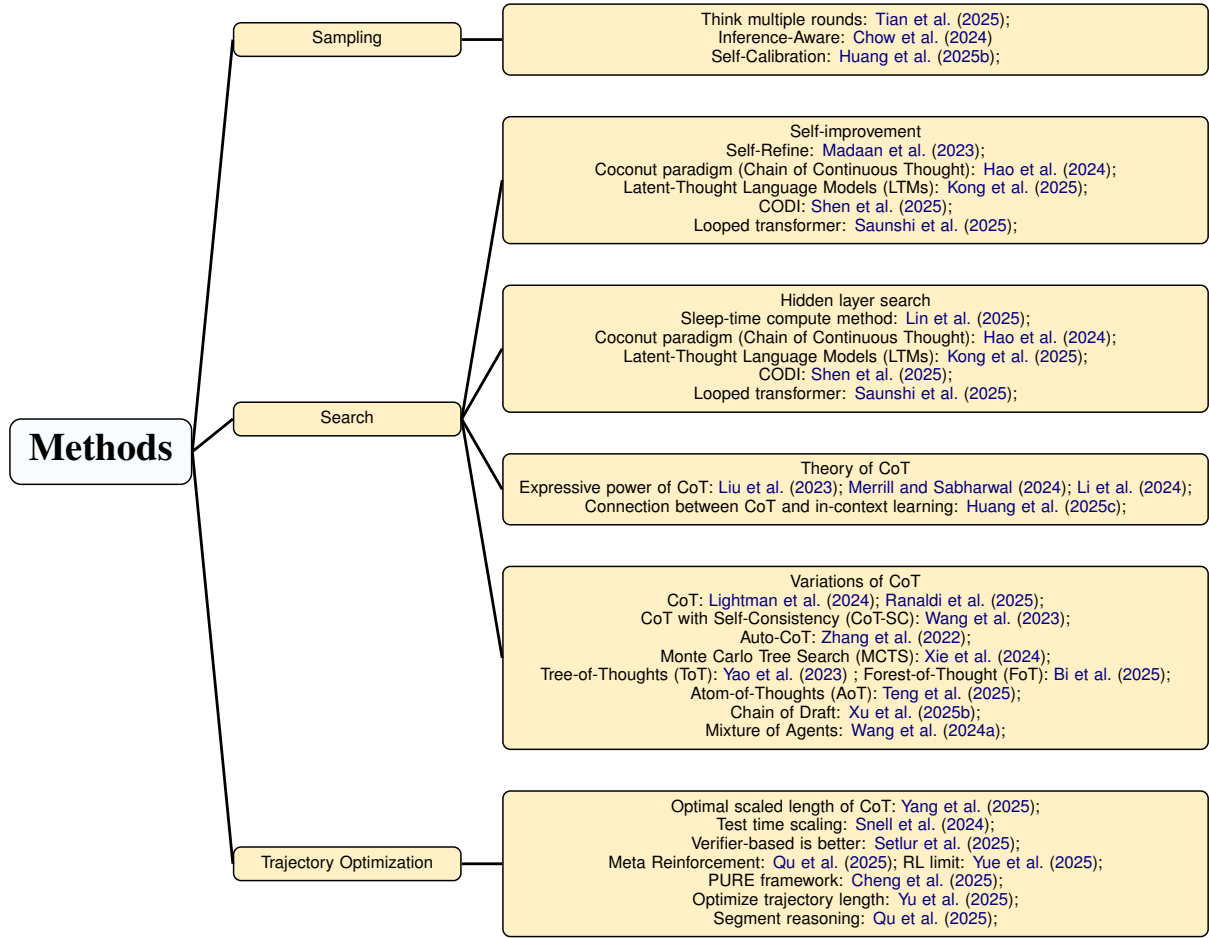 Methods
Sampling
Think multiple rounds: Tian et al. (2025);
Inference-Aware: Chow et al. (2024)
Self-Calibration: Huang et al. (2025b);
Search
Self-improvement
Self-Refine: Madaan et al. (2023);
Coconut paradigm (Chain of Continuous Thought): Hao et al. (2024);
Latent-Thought Language Models (LTMs): Kong et al. (2025);
CODI: Shen et al. (2025);
Looped transformer: Saunshi et al. (2025);
Hidden layer search
Sleep-time compute method: Lin et al. (2025);
Coconut paradigm (Chain of Continuous Thought): Hao et al. (2024);
Latent-Thought Language Models (LTMs): Kong et al. (2025);
CODI: Shen et al. (2025);
Looped transformer: Saunshi et al. (2025);
Theory of CoT
Expressive power of CoT: Liu et al. (2023); Merrill and Sabharwal (2024); Li et al. (2024);
Connection between CoT and in-context learning: Huang et al. (2025c);
Variations of CoT
CoT: Lightman et al. (2024); Ranaldi et al. (2025);
CoT with Self-Consistency (CoT-SC): Wang et al. (2023);
Auto-CoT: Zhang et al. (2022);
Monte Carlo Tree Search (MCTS): Xie et al. (2024);
Tree-of-Thoughts (ToT): Yao et al. (2023) ; Forest-of-Thought (FoT): Bi et al. (2025);
Atom-of-Thoughts (AoT): Teng et al. (2025);
Chain of Draft: Xu et al. (2025b);
Mixture of Agents: Wang et al. (2024a);
Trajectory Optimization
Optimal scaled length of CoT: Yang et al. (2025);
Test time scaling: Snell et al. (2024);
Verifier-based is better: Setlur et al. (2025);
Meta Reinforcement: Qu et al. (2025); RL limit: Yue et al. (2025);
PURE framework: Cheng et al. (2025);
Optimize trajectory length: Yu et al. (2025);
Segment reasoning: Qu et al. (2025);